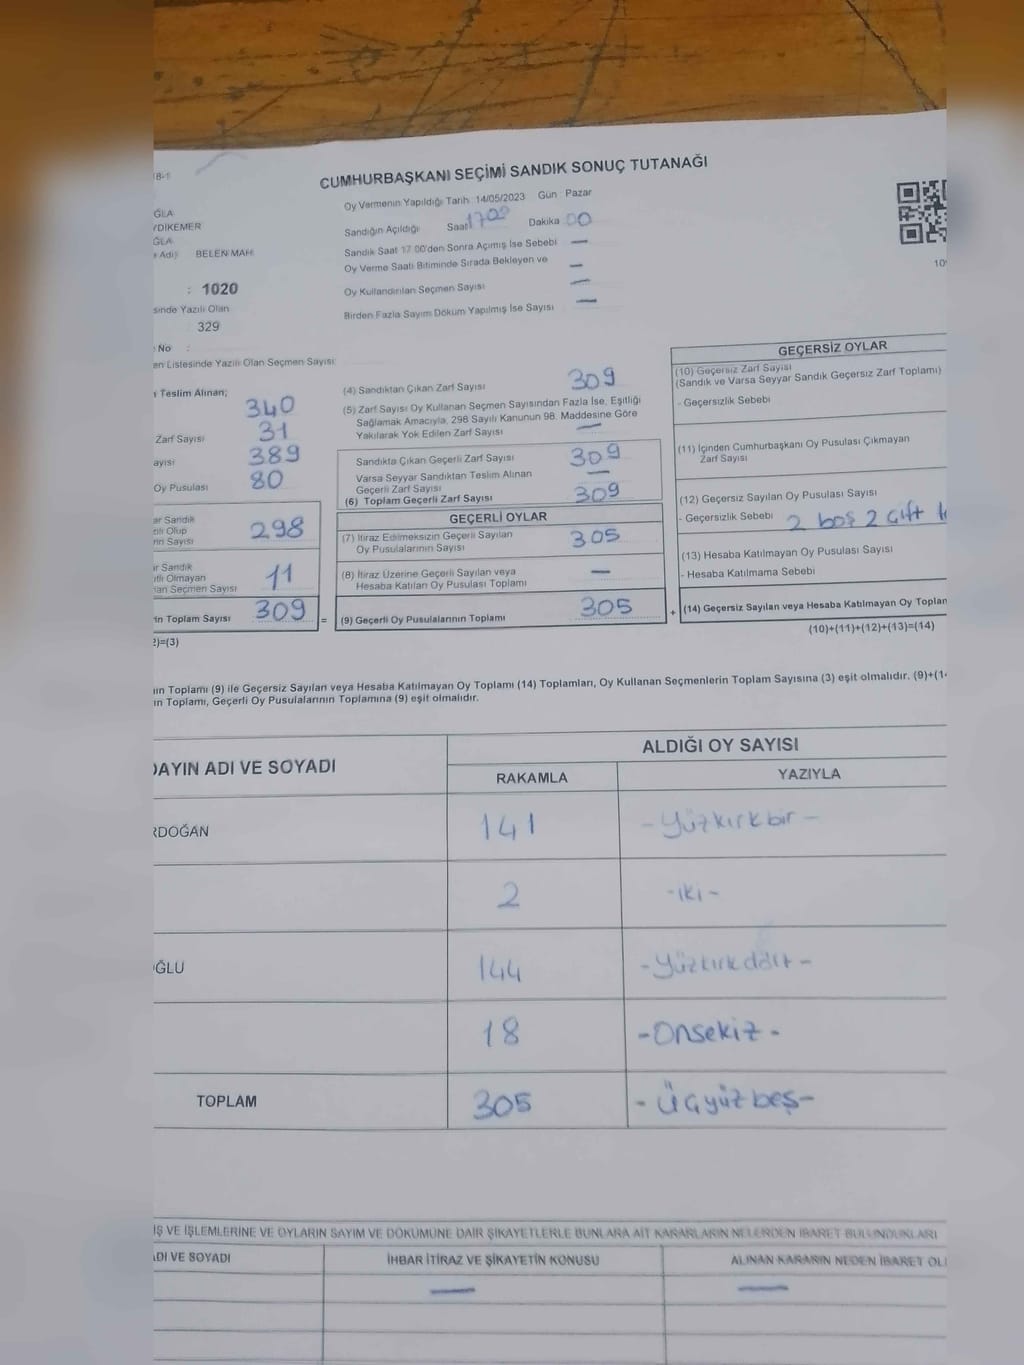 CUMHURBAŞKANI SEÇİMİ SANDIK SONUÇ TUTANAĞI
Oy Vermenin Yapıldığı Tarih: 14/05/2023 Gün : Pazar
Sandığın Açıldığı Saat 1700 Dakika 00
Sandık Saat 17:00'den Sonra Açımış İse Sebebi —
Oy Verme Saati Bitiminde Sırada Bekleyen ve —
Oy Kullandırılan Seçmen Sayısı —
Birden Fazla Sayım Döküm Yapılmış İse Sayısı —
ĞLA
DİKEMER
ĞLA
Adı) BELEN MAH.
: 1020
sinde Yazılı Olan
329
No :
en Listesinde Yazılı Olan Seçmen Sayısı:
Teslim Alınan;
340
Zarf Sayısı 31
ayısı 389
Oy Pusulası 80
ar Sandık
Olup
Sayısı 298
r Sandık
Olmayan
an Seçmen Sayısı 11
in Toplam Sayısı 309
2)=(3)
(4) Sandıktan Çıkan Zarf Sayısı 309
(5) Zarf Sayısı Oy Kullanan Seçmen Sayısından Fazla İse, Eşitliği
Sağlamak Amacıyla, 298 Sayılı Kanunun 98. Maddesine Göre
Yakılarak Yok Edilen Zarf Sayısı —
Sandıkta Çıkan Geçerli Zarf Sayısı 309
Varsa Seyyar Sandıktan Teslim Alınan
Geçerli Zarf Sayısı —
(6) Toplam Geçerli Zarf Sayısı 309
GEÇERLİ OYLAR
(7) İtiraz Edilmeksizin Geçerli Sayılan
Oy Pusulalarının Sayısı 305
(8) İtiraz Üzerine Geçerli Sayılan veya
Hesaba Katılan Oy Pusulası Toplamı —
= (9) Geçerli Oy Pusulalarının Toplamı 305
GEÇERSİZ OYLAR
(10) Geçersiz Zarf Sayısı
(Sandık ve Varsa Seyyar Sandık Geçersiz Zarf Toplamı)
- Geçersizlik Sebebi
(11) İçinden Cumhurbaşkanı Oy Pusulası Çıkmayan
Zarf Sayısı
(12) Geçersiz Sayılan Oy Pusulası Sayısı
- Geçersizlik Sebebi 2 boş 2 Çift
(13) Hesaba Katılmayan Oy Pusulası Sayısı
- Hesaba Katılmama Sebebi
+ (14) Geçersiz Sayılan veya Hesaba Katılmayan Oy Toplan
(10)+(11)+(12)+(13)=(14)
ın Toplamı (9) ile Geçersiz Sayılan veya Hesaba Katılmayan Oy Toplamı (14) Toplamları, Oy Kullanan Seçmenlerin Toplam Sayısına (3) eşit olmalıdır. (9)+(1
ın Toplamı, Geçerli Oy Pusulalarının Toplamına (9) eşit olmalıdır.
DAYIN ADI VE SOYADI
ALDIĞI OY SAYISI
RAKAMLA YAZIYLA
RDOĞAN 141 - Yüzkırkbir -
2 - iki -
OĞLU 144 - Yüzkırkdört -
18 - Onsekiz -
TOPLAM 305 - Üçyüzbeş -
İŞ VE İŞLEMLERİNE VE OYLARIN SAYIM VE DÖKÜMÜNE DAİR ŞİKAYETLERLE BUNLARA AİT KARARLARIN NELERDEN İBARET BULUNDUKLARI
ADI VE SOYADI İHBAR İTİRAZ VE ŞİKAYETİN KONUSU ALINAN KARARIN NEDEN İBARET OL
— —